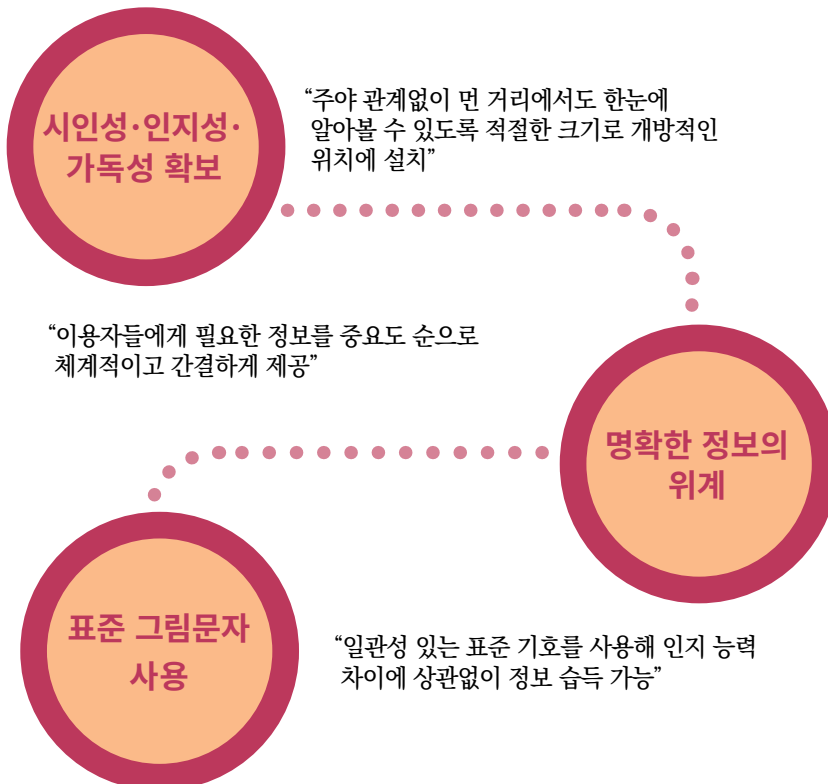 시인성·인지성·
가독성 확보
“주야 관계없이 먼 거리에서도 한눈에
알아볼 수 있도록 적절한 크기로 개방적인
위치에 설치”
“이용자들에게 필요한 정보를 중요도 순으로
체계적이고 간결하게 제공”
명확한 정보의
위계
표준 그림문자
사용
“일관성 있는 표준 기호를 사용해 인지 능력
차이에 상관없이 정보 습득 가능”